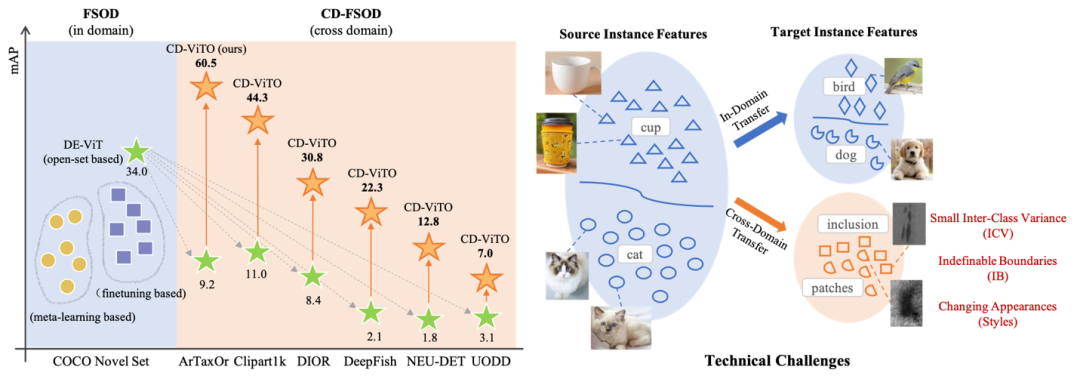 FSOD
(in domain)
CD-FSOD
(cross domain)
mAP
CD-ViTO (ours)
60.5
CD-ViTO
44.3
CD-ViTO
30.8
CD-ViTO
22.3
CD-ViTO
12.8
CD-ViTO
7.0
DE-ViT
(open-set based)
34.0
9.2
11.0
8.4
2.1
1.8
3.1
(finetuning based)
(meta-learning based)
COCO Novel Set
ArTaxOr
Clipart1k
DIOR
DeepFish
NEU-DET
UODD
Source Instance Features
Target Instance Features
cup
cat
In-Domain
Transfer
Cross-Domain
Transfer
bird
dog
inclusion
patches
Small Inter-Class Variance
(ICV)
Indefinable Boundaries
(IB)
Changing Appearances
(Styles)
Technical Challenges